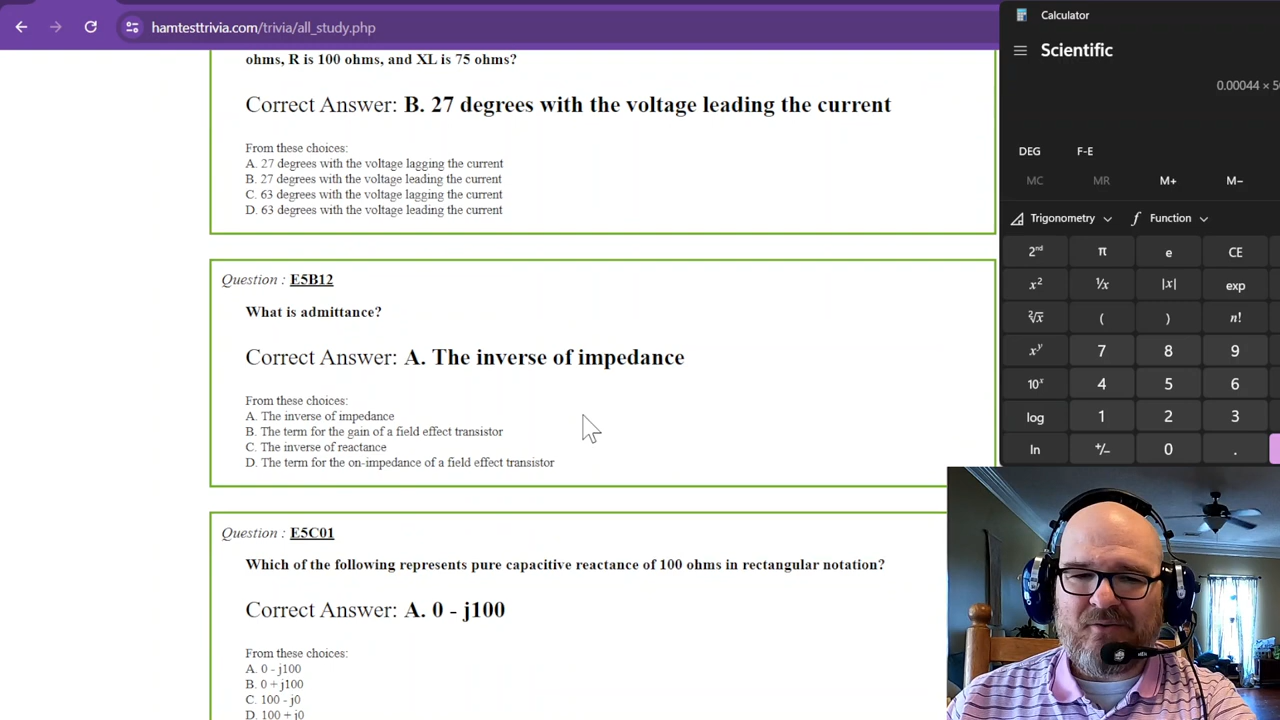 hamtesttrivia.com/trivia/all_study.php
Calculator
Scientific
0.00044 × 5
DEG F-E
MC MR M+ M−
Trigonometry Function
2ⁿᵈ π e CE
x² ¹/x |x| exp
²√x ( ) n!
xʸ 7 8 9
10ˣ 4 5 6
log 1 2 3
ln +/− 0 .
ohms, R is 100 ohms, and XL is 75 ohms?
Correct Answer: B. 27 degrees with the voltage leading the current
From these choices:
A. 27 degrees with the voltage lagging the current
B. 27 degrees with the voltage leading the current
C. 63 degrees with the voltage lagging the current
D. 63 degrees with the voltage leading the current
Question : E5B12
What is admittance?
Correct Answer: A. The inverse of impedance
From these choices:
A. The inverse of impedance
B. The term for the gain of a field effect transistor
C. The inverse of reactance
D. The term for the on-impedance of a field effect transistor
Question : E5C01
Which of the following represents pure capacitive reactance of 100 ohms in rectangular notation?
Correct Answer: A. 0 - j100
From these choices:
A. 0 - j100
B. 0 + j100
C. 100 - j0
D. 100 + j0